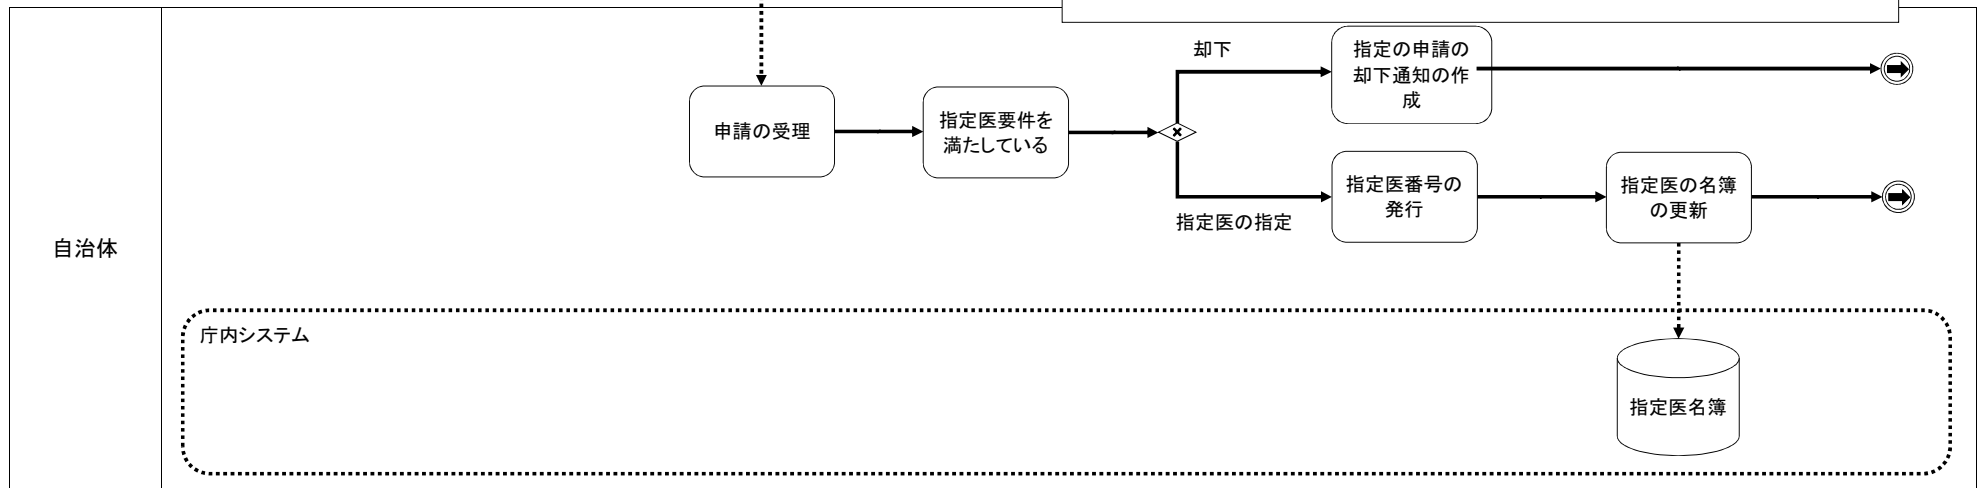 自治体
申請の受理
指定医要件を
満たしている
却下
指定の申請の
却下通知の作
成
指定医の指定
指定医番号の
発行
指定医の名簿
の更新
庁内システム
指定医名簿